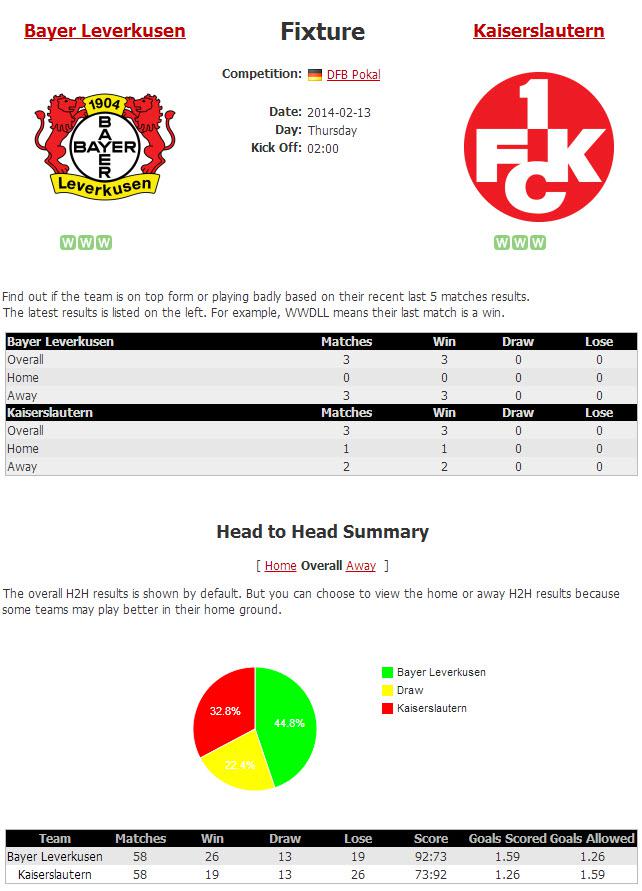 Bayer Leverkusen
Fixture
Kaiserslautern
Competition: DFB Pokal
Date: 2014-02-13
Day: Thursday
Kick Off: 02:00
1904
BAYER
BAYER
Leverkusen
1
FCK
W W W
W W W
Find out if the team is on top form or playing badly based on their recent last 5 matches results.
The latest results is listed on the left. For example, WWDLL means their last match is a win.
Bayer Leverkusen Matches Win Draw Lose
Overall 3 3 0 0
Home 0 0 0 0
Away 3 3 0 0
Kaiserslautern Matches Win Draw Lose
Overall 3 3 0 0
Home 1 1 0 0
Away 2 2 0 0
Head to Head Summary
[ Home Overall Away ]
The overall H2H results is shown by default. But you can choose to view the home or away H2H results because
some teams may play better in their home ground.
Bayer Leverkusen
Draw
Kaiserslautern
32.8%
44.8%
22.4%
Team Matches Win Draw Lose Score Goals Scored Goals Allowed
Bayer Leverkusen 58 26 13 19 92:73 1.59 1.26
Kaiserslautern 58 19 13 26 73:92 1.26 1.59